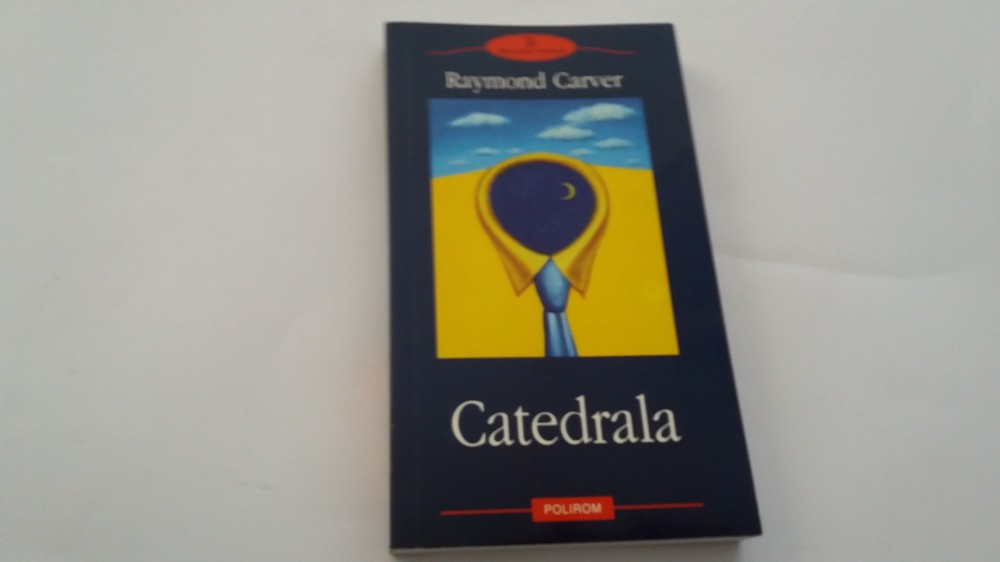 Raymond Carver
Catedrala
POLIROM